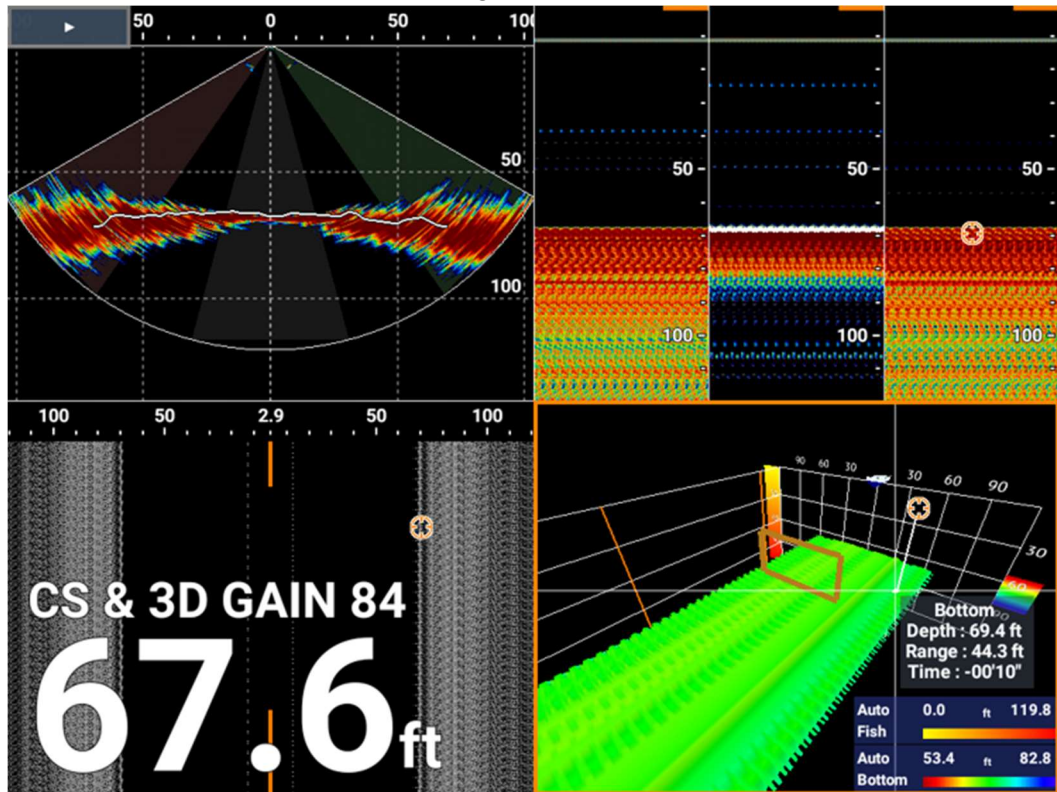 50 0 50 100
50
100
50 -
50 -
50 -
100 -
100 -
100 -
100 50 2.9 50 100
CS & 3D GAIN 84
67.6ft
90 60 30 30 60 90
30
60
90
Bottom
Depth : 69.4 ft
Range : 44.3 ft
Time : -00'10"
Auto 0.0 ft 119.8
Fish
Auto 53.4 ft 82.8
Bottom